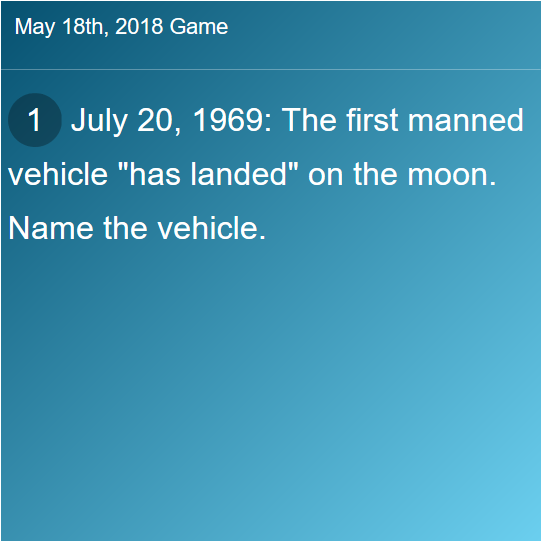 May 18th, 2018 Game
1 July 20, 1969: The first manned
vehicle "has landed" on the moon.
Name the vehicle.